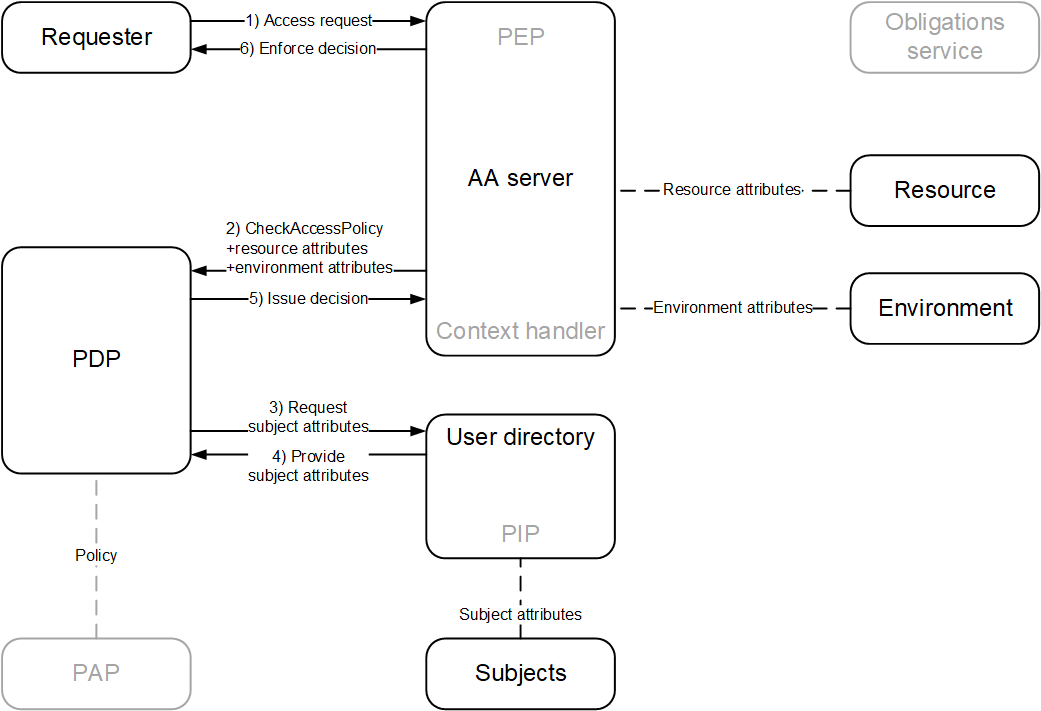 Requester
1) Access request
6) Enforce decision
PEP
Obligations
service
AA server
Resource attributes
Resource
2) CheckAccessPolicy
+resource attributes
+environment attributes
5) Issue decision
Environment attributes
Environment
Context handler
PDP
3) Request
subject attributes
4) Provide
subject attributes
User directory
PIP
Policy
Subject attributes
PAP
Subjects